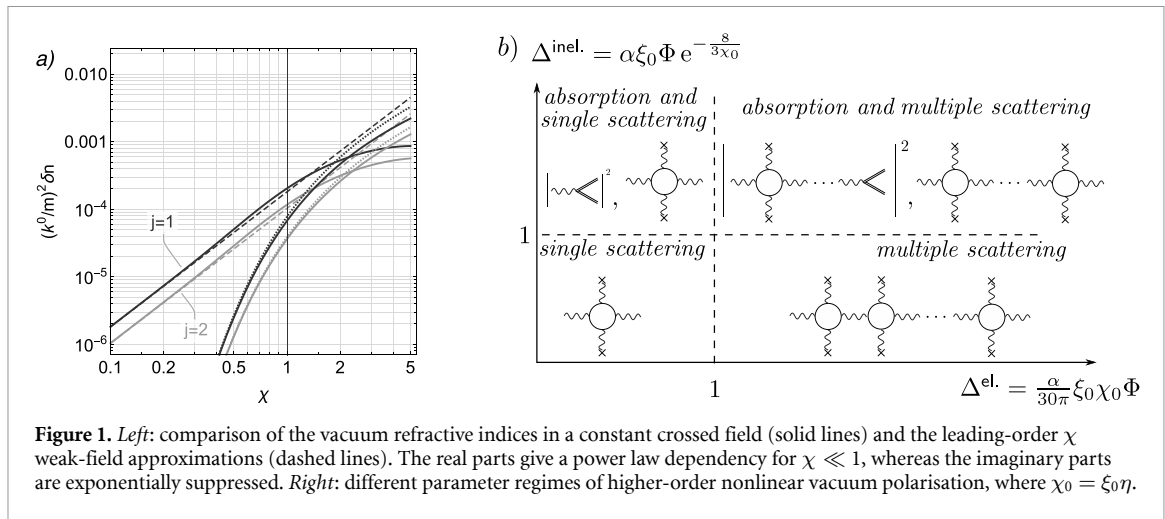 a)
0.010
0.001
10⁻⁴
10⁻⁵
10⁻⁶
(k⁰/m)² δn
j=1
j=2
0.1 0.2 0.5 1 2 5
χ
b) Δ^inel. = αξ₀Φ e^{−8/(3χ₀)}
absorption and
single scattering
absorption and multiple scattering
2
,
2
,
1
single scattering
multiple scattering
1
Δ^el. = α/(30π) ξ₀χ₀Φ
Figure 1. Left: comparison of the vacuum refractive indices in a constant crossed field (solid lines) and the leading-order χ
weak-field approximations (dashed lines). The real parts give a power law dependency for χ ≪ 1, whereas the imaginary parts
are exponentially suppressed. Right: different parameter regimes of higher-order nonlinear vacuum polarisation, where χ₀ = ξ₀η.